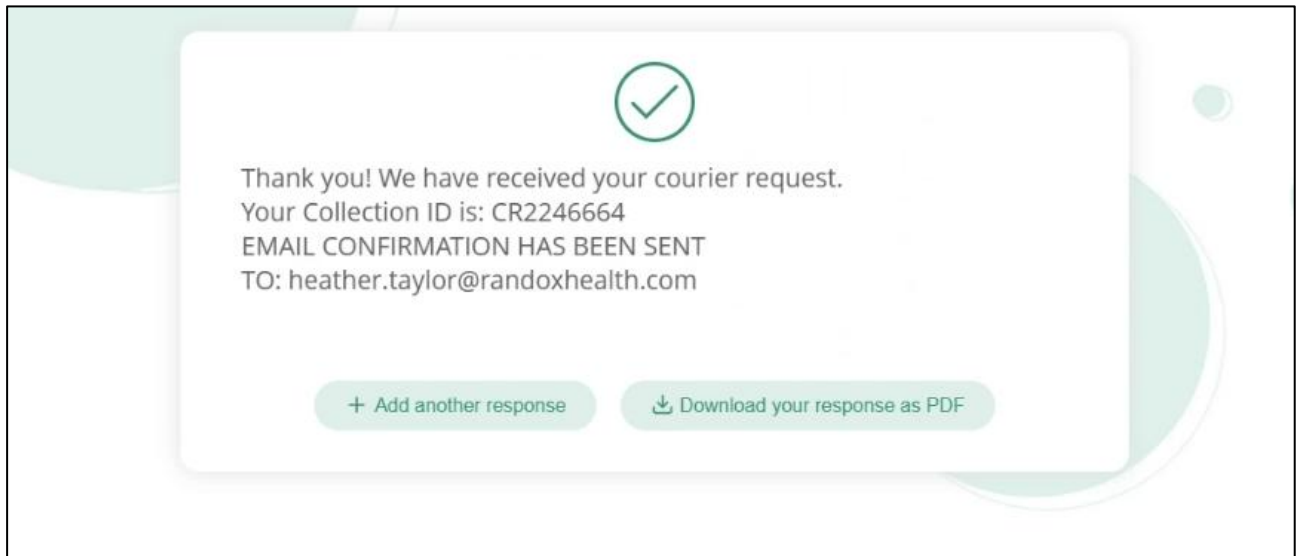 Thank you! We have received your courier request.
Your Collection ID is: CR2246664
EMAIL CONFIRMATION HAS BEEN SENT
TO: heather.taylor@randoxhealth.com
+ Add another response
Download your response as PDF